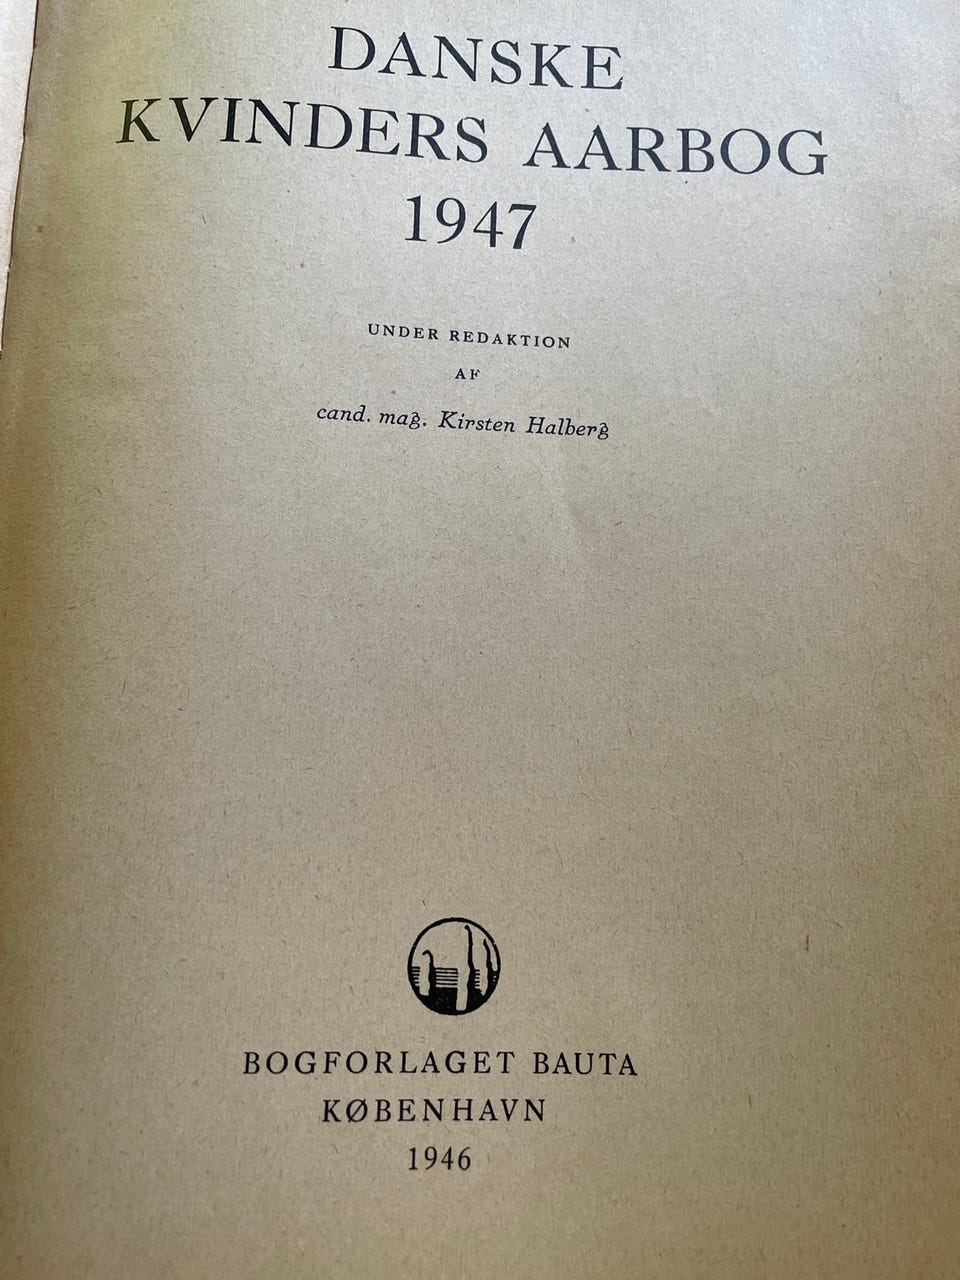 DANSKE
KVINDERS AARBOG
1947
UNDER REDAKTION
AF
cand. mag. Kirsten Halberg
BOGFORLAGET BAUTA
KØBENHAVN
1946